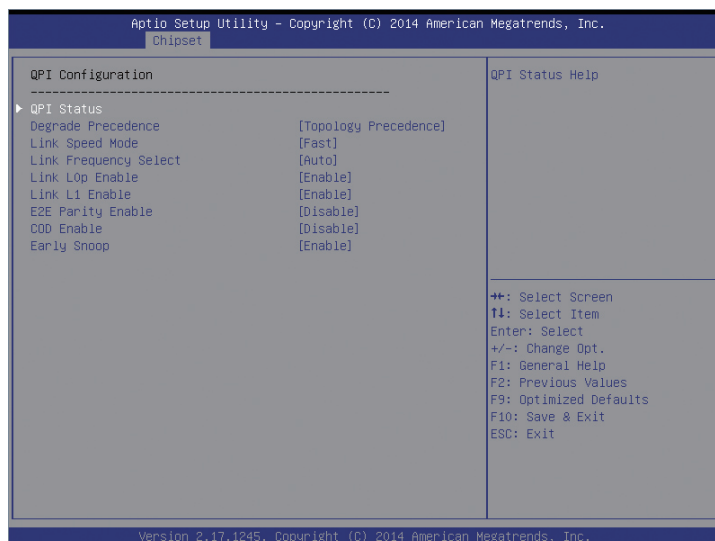 Aptio Setup Utility – Copyright (C) 2014 American Megatrends, Inc.
Chipset
QPI Configuration
--------------------------------------------------
QPI Status
Degrade Precedence [Topology Precedence]
Link Speed Mode [Fast]
Link Frequency Select [Auto]
Link L0p Enable [Enable]
Link L1 Enable [Enable]
E2E Parity Enable [Disable]
COD Enable [Disable]
Early Snoop [Enable]
QPI Status Help
→←: Select Screen
↑↓: Select Item
Enter: Select
+/-: Change Opt.
F1: General Help
F2: Previous Values
F9: Optimized Defaults
F10: Save & Exit
ESC: Exit
Version 2.17.1245. Copyright (C) 2014 American Megatrends, Inc.